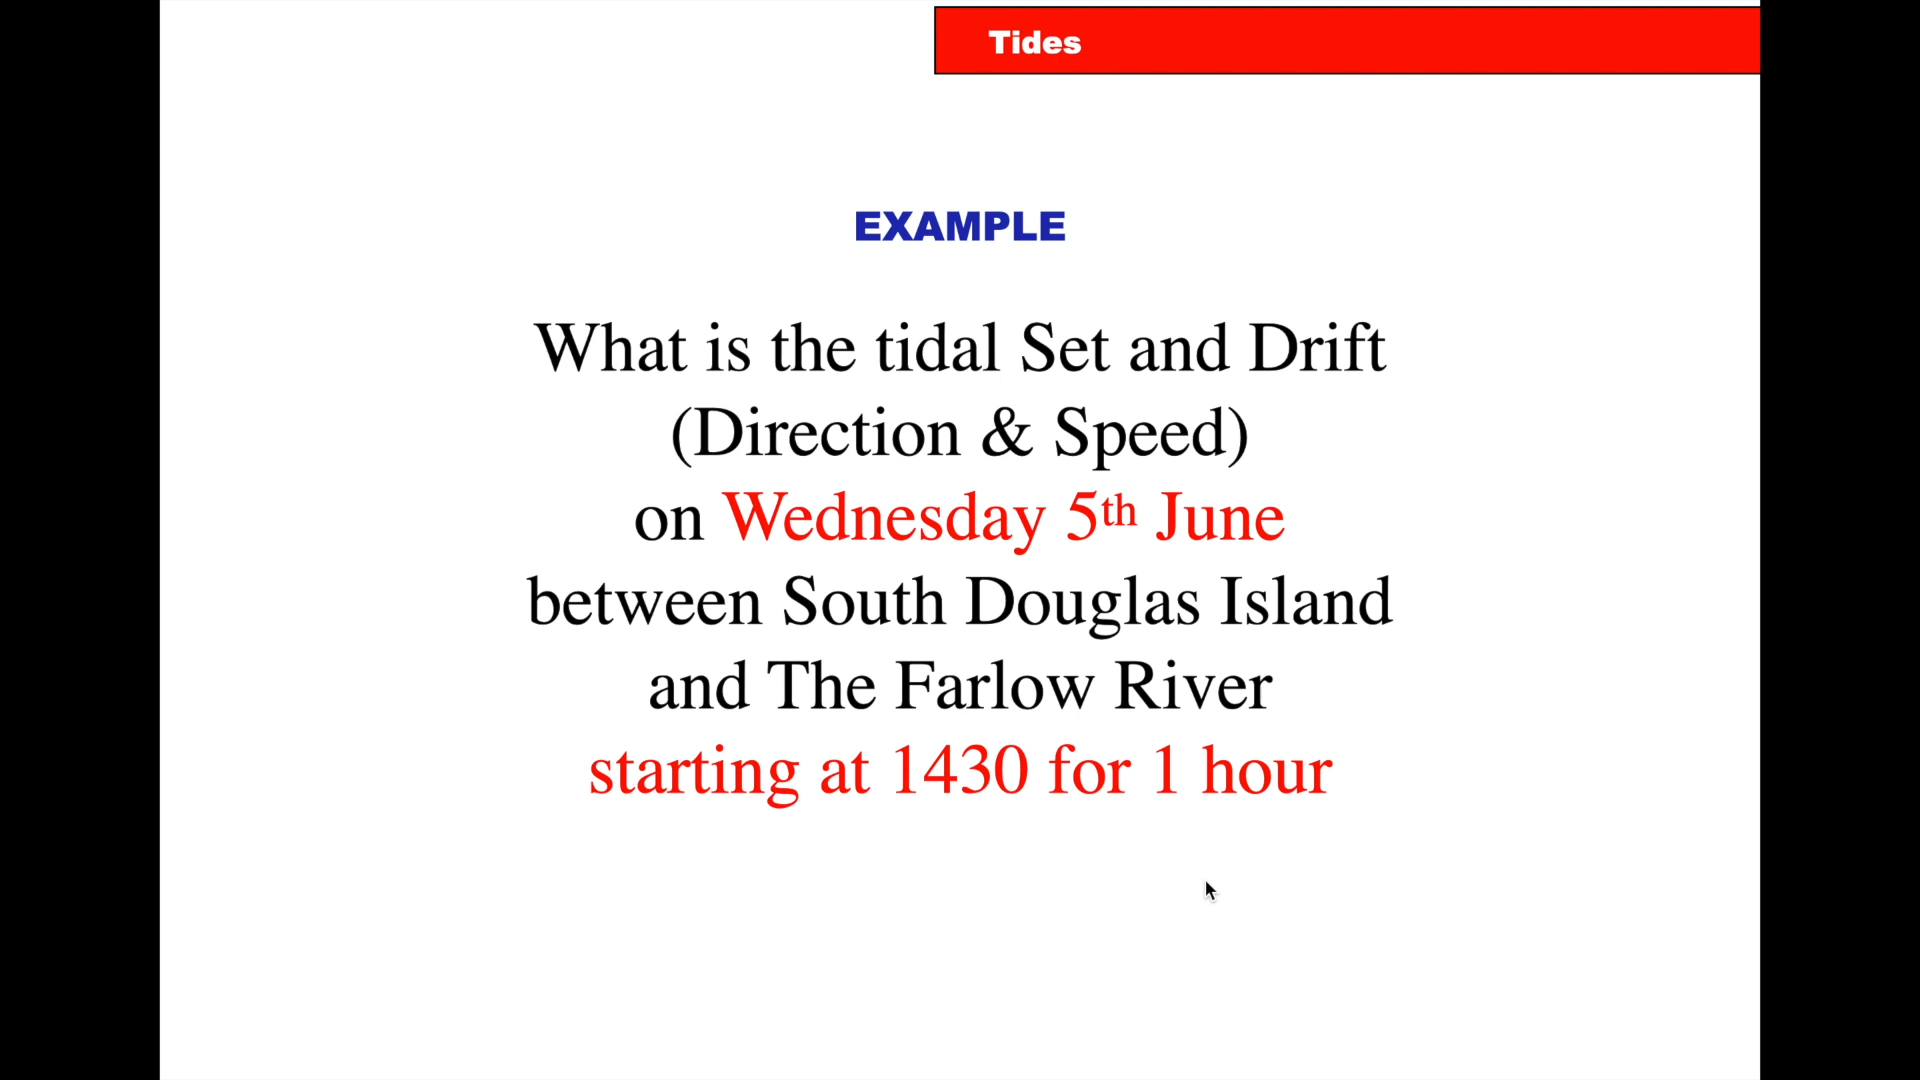 Tides
EXAMPLE
What is the tidal Set and Drift
(Direction & Speed)
on Wednesday 5th June
between South Douglas Island
and The Farlow River
starting at 1430 for 1 hour